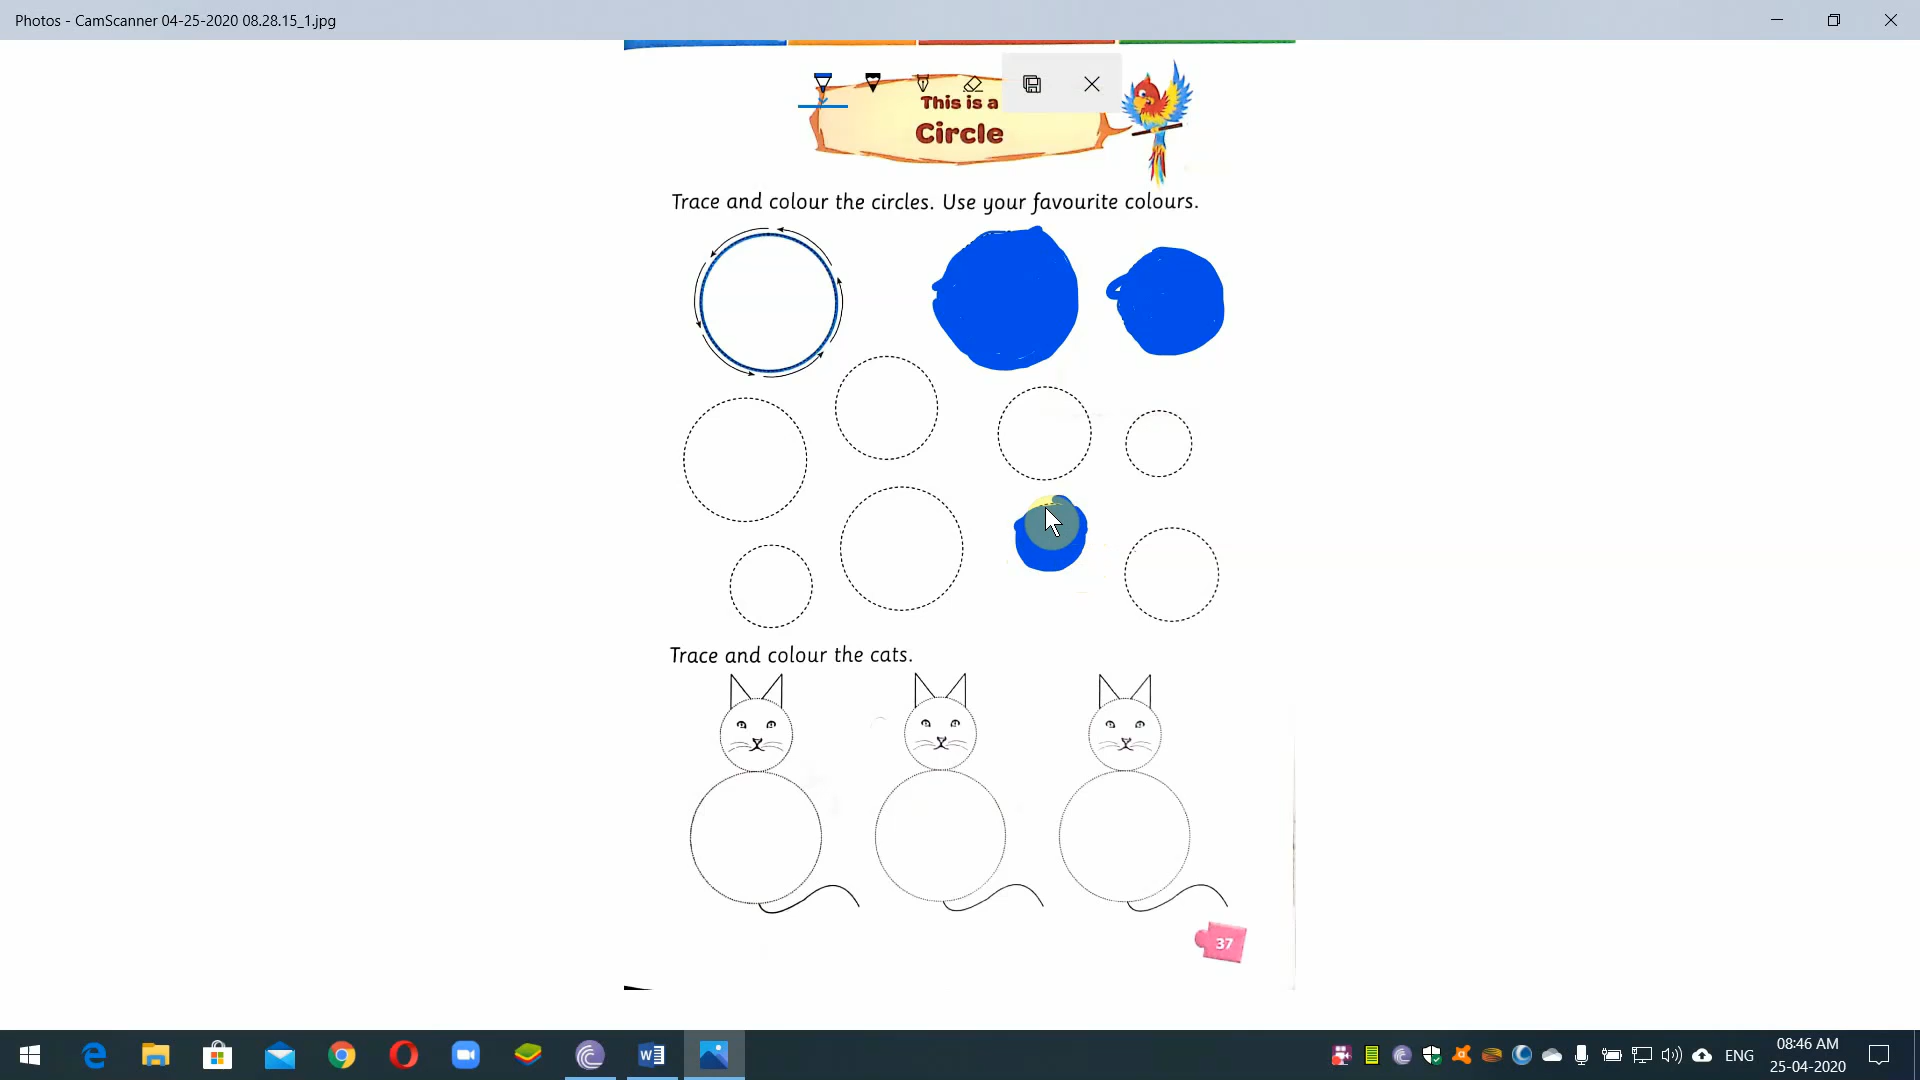 Photos - CamScanner 04-25-2020 08.28.15_1.jpg
This is a
Circle
Trace and colour the circles. Use your favourite colours.
Trace and colour the cats.
37
ENG
08:46 AM
25-04-2020